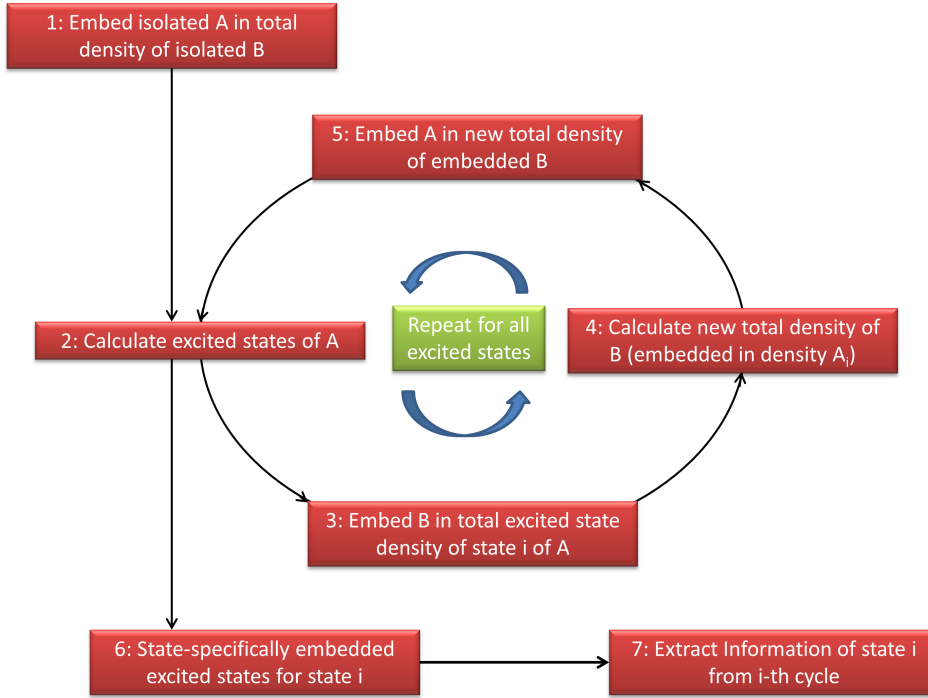 1: Embed isolated A in total
density of isolated B
5: Embed A in new total density
of embedded B
2: Calculate excited states of A
Repeat for all
excited states
4: Calculate new total density of
B (embedded in density Aᵢ)
3: Embed B in total excited state
density of state i of A
6: State-specifically embedded
excited states for state i
7: Extract Information of state i
from i-th cycle